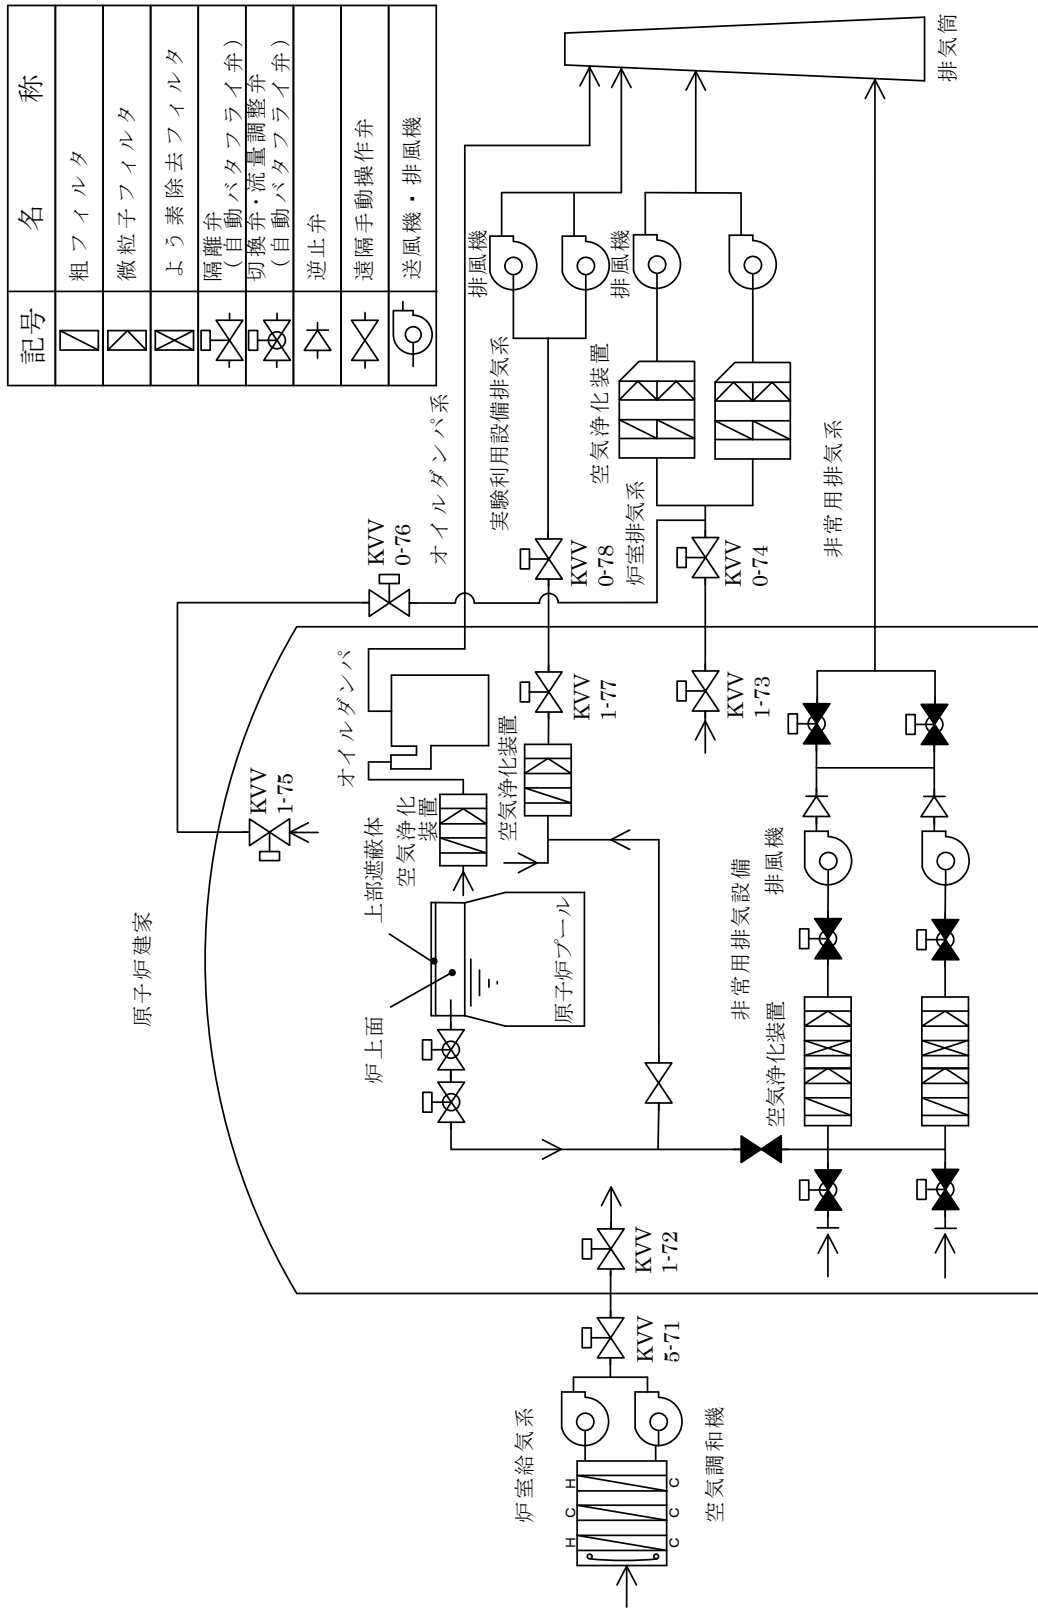 記号
名称
粗フィルタ
微粒子フィルタ
よう素除去フィルタ
隔離弁
(自動バタフライ弁)
切換弁・流量調整弁
(自動バタフライ弁)
逆止弁
遠隔手動操作弁
送風機・排風機
原子炉建家
KVV
1-75
KVV
0-76
オイルダンパ系
オイルダンパ
上部遮蔽体
炉上面
空気浄化
装置
原子炉プール
空気浄化装置
KVV
1-77
KVV
0-78
実験利用設備排気系
排風機
排風機
空気浄化装置
炉室排気系
KVV
0-74
KVV
1-73
排気筒
非常用排気系
非常用排気設備
排風機
空気浄化装置
KVV
1-72
KVV
5-71
炉室給気系
空気調和機
H
C
H
C
C
C